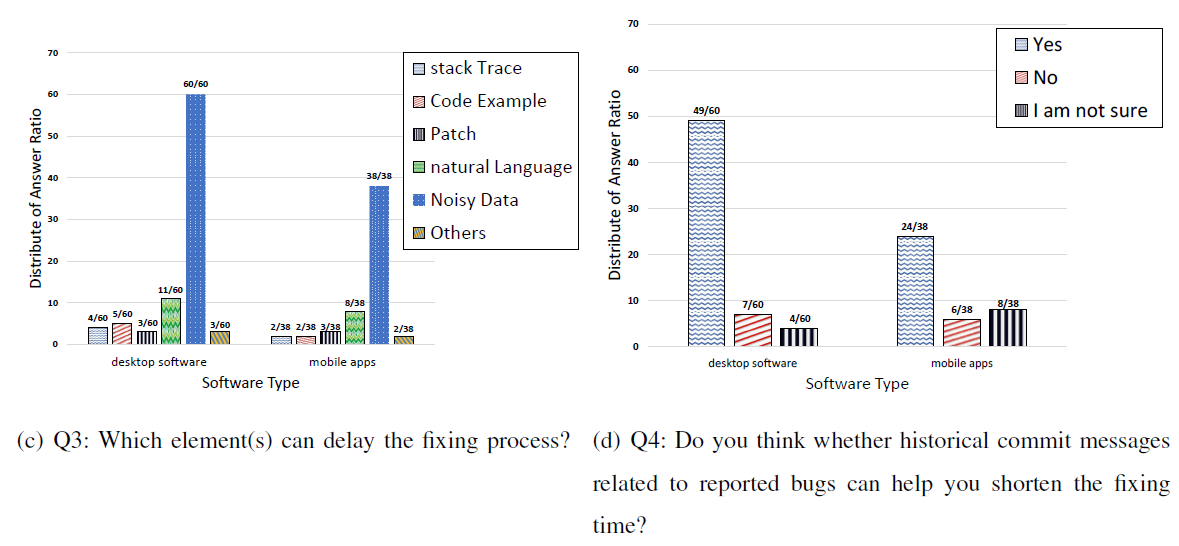 70
60
50
40
30
20
10
0
Distribute of Answer Ratio
4/60
5/60
3/60
11/60
60/60
3/60
2/38
2/38
3/38
8/38
38/38
2/38
desktop software
mobile apps
Software Type
stack Trace
Code Example
Patch
natural Language
Noisy Data
Others
(c) Q3: Which element(s) can delay the fixing process?
70
60
50
40
30
20
10
0
Distribute of Answer Ratio
49/60
7/60
4/60
24/38
6/38
8/38
desktop software
mobile apps
Software Type
Yes
No
I am not sure
(d) Q4: Do you think whether historical commit messages
related to reported bugs can help you shorten the fixing
time?